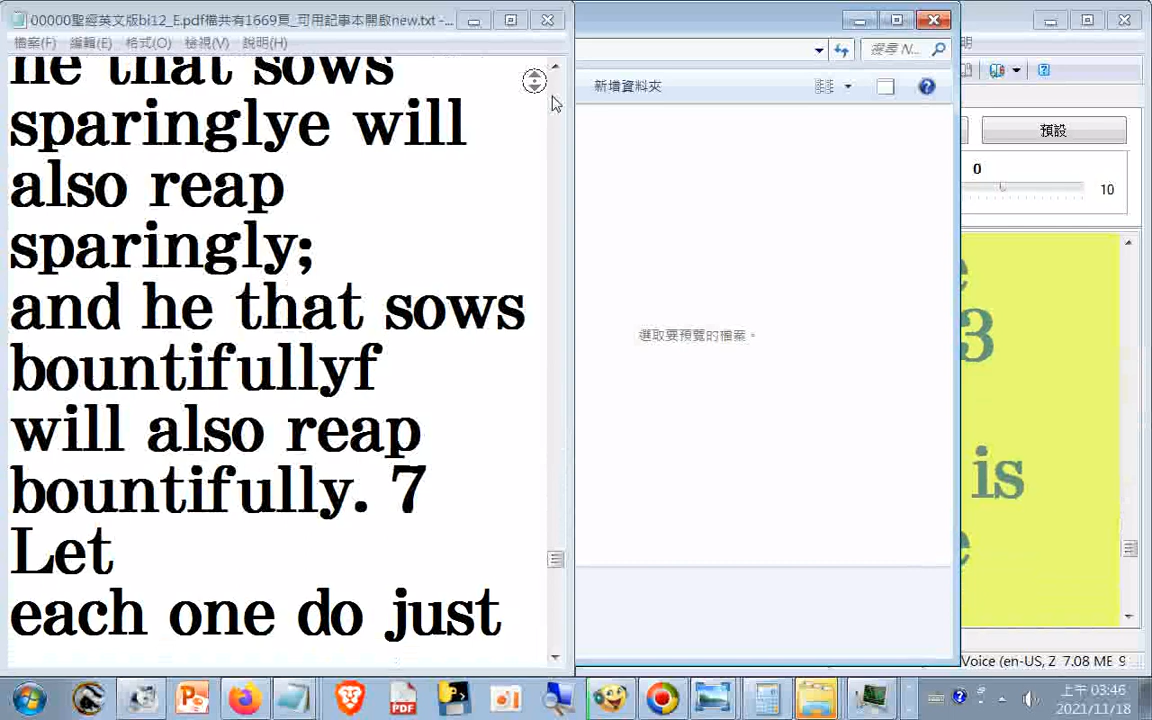 00000聖經英文版bi12_E.pdf檔共有1669頁_可用記事本開啟new.txt -...
檔案(F) 編輯(E) 格式(O) 檢視(V) 說明(H)
he that sows
sparinglye will
also reap
sparingly;
and he that sows
bountifullyf
will also reap
bountifully. 7
Let
each one do just
搜尋 N...
新增資料夾
選取要預覽的檔案。
明
預設
0
10
e
3
is
e
Voice (en-US, Z 7.08 ME 9
上午 03:46
2021/11/18